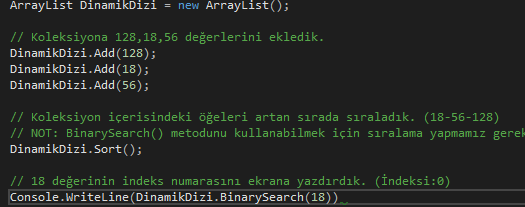 ArrayList DinamikDizi = new ArrayList();
// Koleksiyona 128,18,56 değerlerini ekledik.
DinamikDizi.Add(128);
DinamikDizi.Add(18);
DinamikDizi.Add(56);
// Koleksiyon içerisindeki öğeleri artan sırada sıraladık. (18-56-128)
// NOT: BinarySearch() metodunu kullanabilmek için sıralama yapmamız gerek
DinamikDizi.Sort();
// 18 değerinin indeks numarasını ekrana yazdırdık. (İndeksi:0)
Console.WriteLine(DinamikDizi.BinarySearch(18))